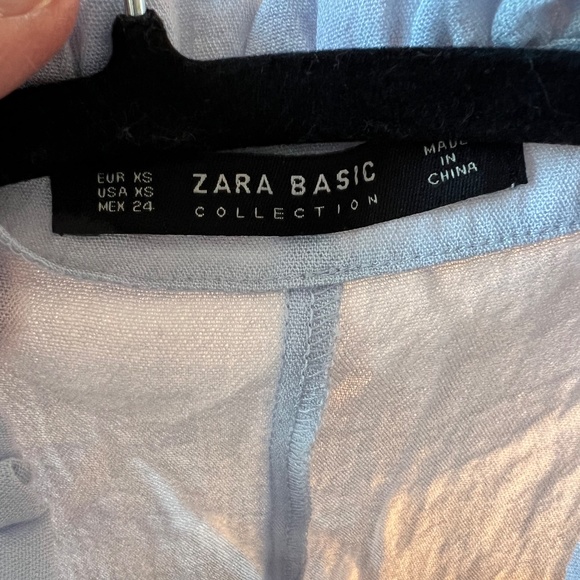 EUR XS
USA XS
MEX 24
ZARA BASIC
COLLECTION
MADE
IN
CHINA